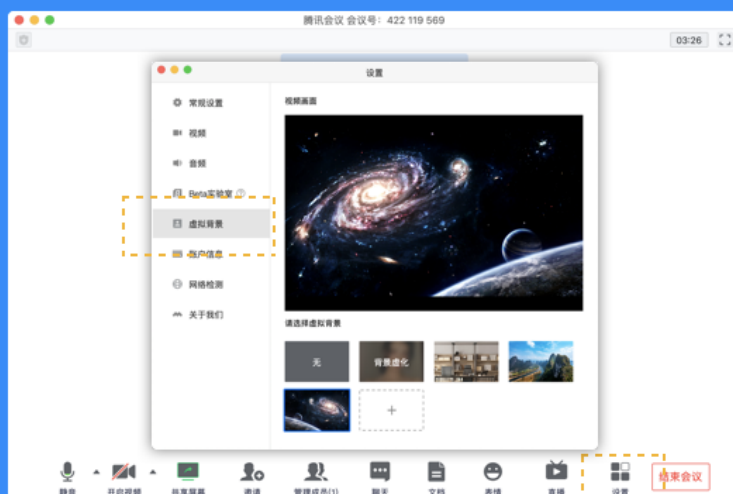 腾讯会议 会议号：422 119 569
03:26
设置
常规设置
视频
音频
Beta实验室
虚拟背景
账户信息
网络检测
关于我们
视频画面
请选择虚拟背景
无
背景虚化
+
静音
开启视频
共享屏幕
邀请
管理成员(1)
聊天
文档
表情
直播
设置
结束会议